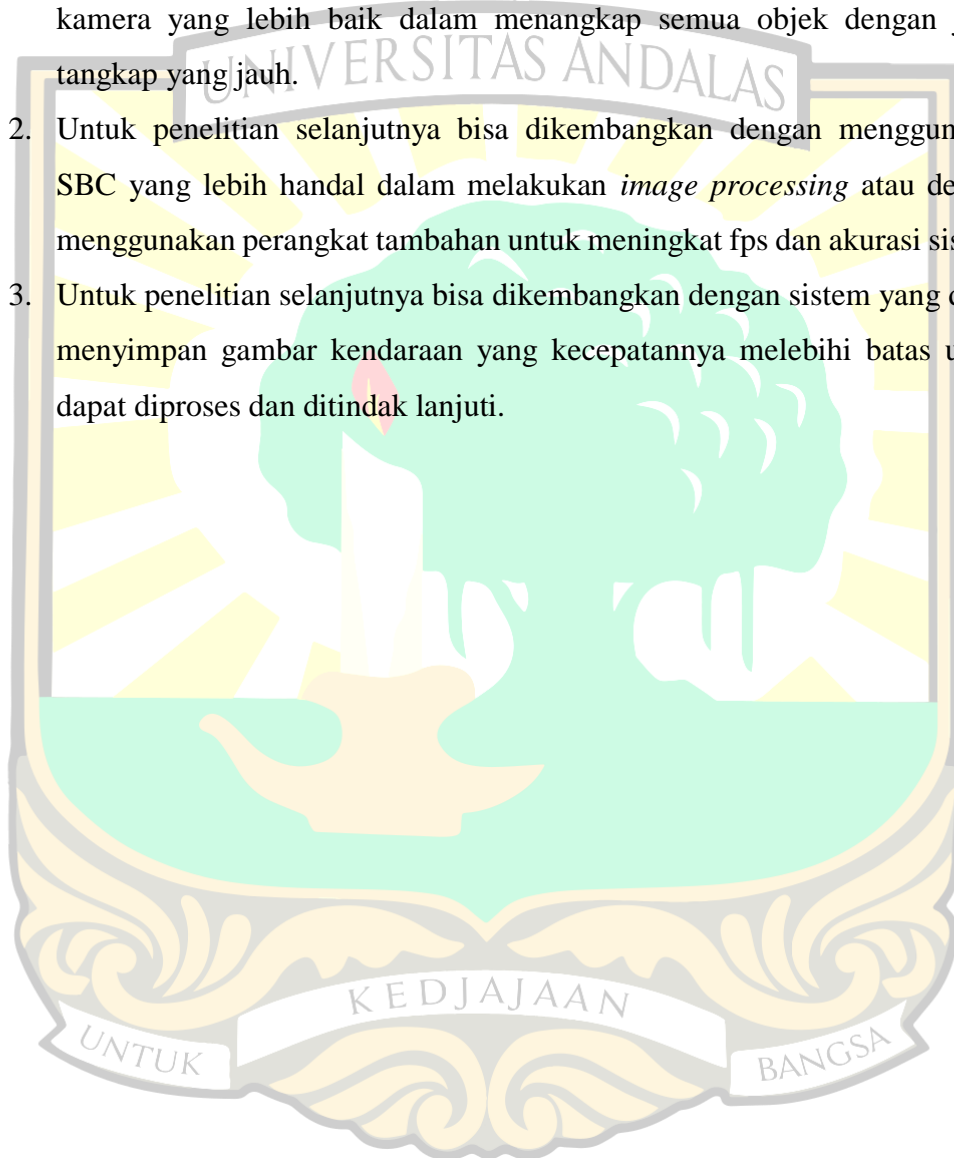 kamera yang lebih baik dalam menangkap semua objek dengan
tangkap yang jauh.
UNIVERSITAS ANDALAS
2. Untuk penelitian selanjutnya bisa dikembangkan dengan
SBC yang lebih handal dalam melakukan image processing atau
menggunakan perangkat tambahan untuk meningkat fps dan akurasi
3. Untuk penelitian selanjutnya bisa dikembangkan dengan sistem yang
menyimpan gambar kendaraan yang kecepatannya melebihi batas
dapat diproses dan ditindak lanjuti.
KEDJAJAAN
UNTUK
BANGSA